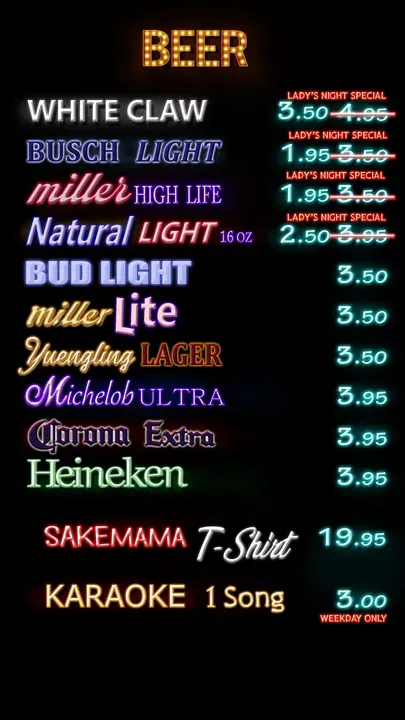 BEER
LADY'S NIGHT SPECIAL
WHITE CLAW 3.50 4.95
LADY'S NIGHT SPECIAL
BUSCH LIGHT 1.95 3.50
LADY'S NIGHT SPECIAL
miller HIGH LIFE 1.95 3.50
LADY'S NIGHT SPECIAL
Natural LIGHT 16 OZ 2.50 3.95
BUD LIGHT 3.50
miller Lite 3.50
Yuengling LAGER 3.50
Michelob ULTRA 3.95
Corona Extra 3.95
Heineken 3.95
SAKEMAMA T-Shirt 19.95
KARAOKE 1 Song 3.00
WEEKDAY ONLY